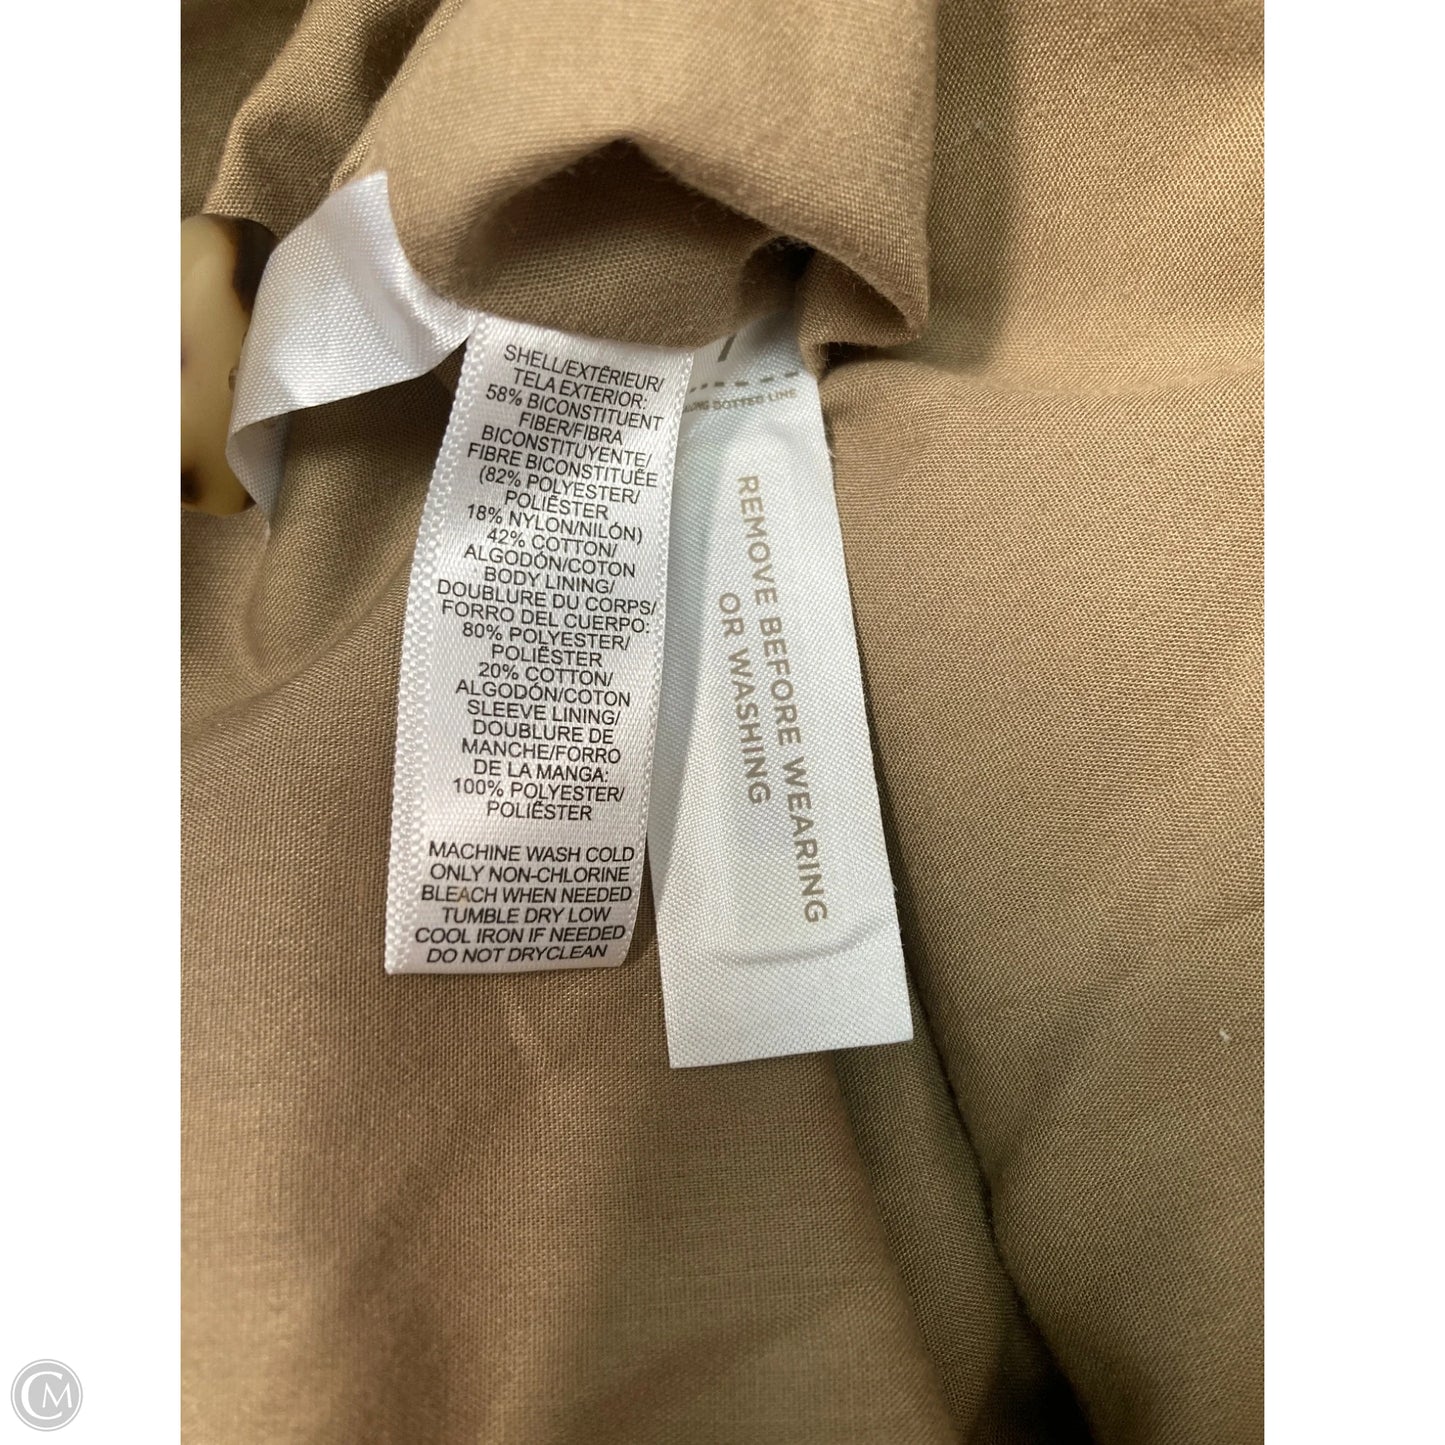 SHELL/EXTÉRIEUR/
TELA EXTERIOR:
58% BICONSTITUENT
FIBER/FIBRA
BICONSTITUYENTE/
FIBRE BICONSTITUÉE
(82% POLYESTER/
POLIÉSTER
18% NYLON/NILÓN)
42% COTTON/
ALGODÓN/COTON
BODY LINING/
DOUBLURE DU CORPS/
FORRO DEL CUERPO:
80% POLYESTER/
POLIÉSTER
20% COTTON/
ALGODÓN/COTON
SLEEVE LINING/
DOUBLURE DE
MANCHE/FORRO
DE LA MANGA:
100% POLYESTER/
POLIÉSTER
MACHINE WASH COLD
ONLY NON-CHLORINE
BLEACH WHEN NEEDED
TUMBLE DRY LOW
COOL IRON IF NEEDED
DO NOT DRYCLEAN
DOTTED LINE
REMOVE BEFORE WEARING
OR WASHING
CM